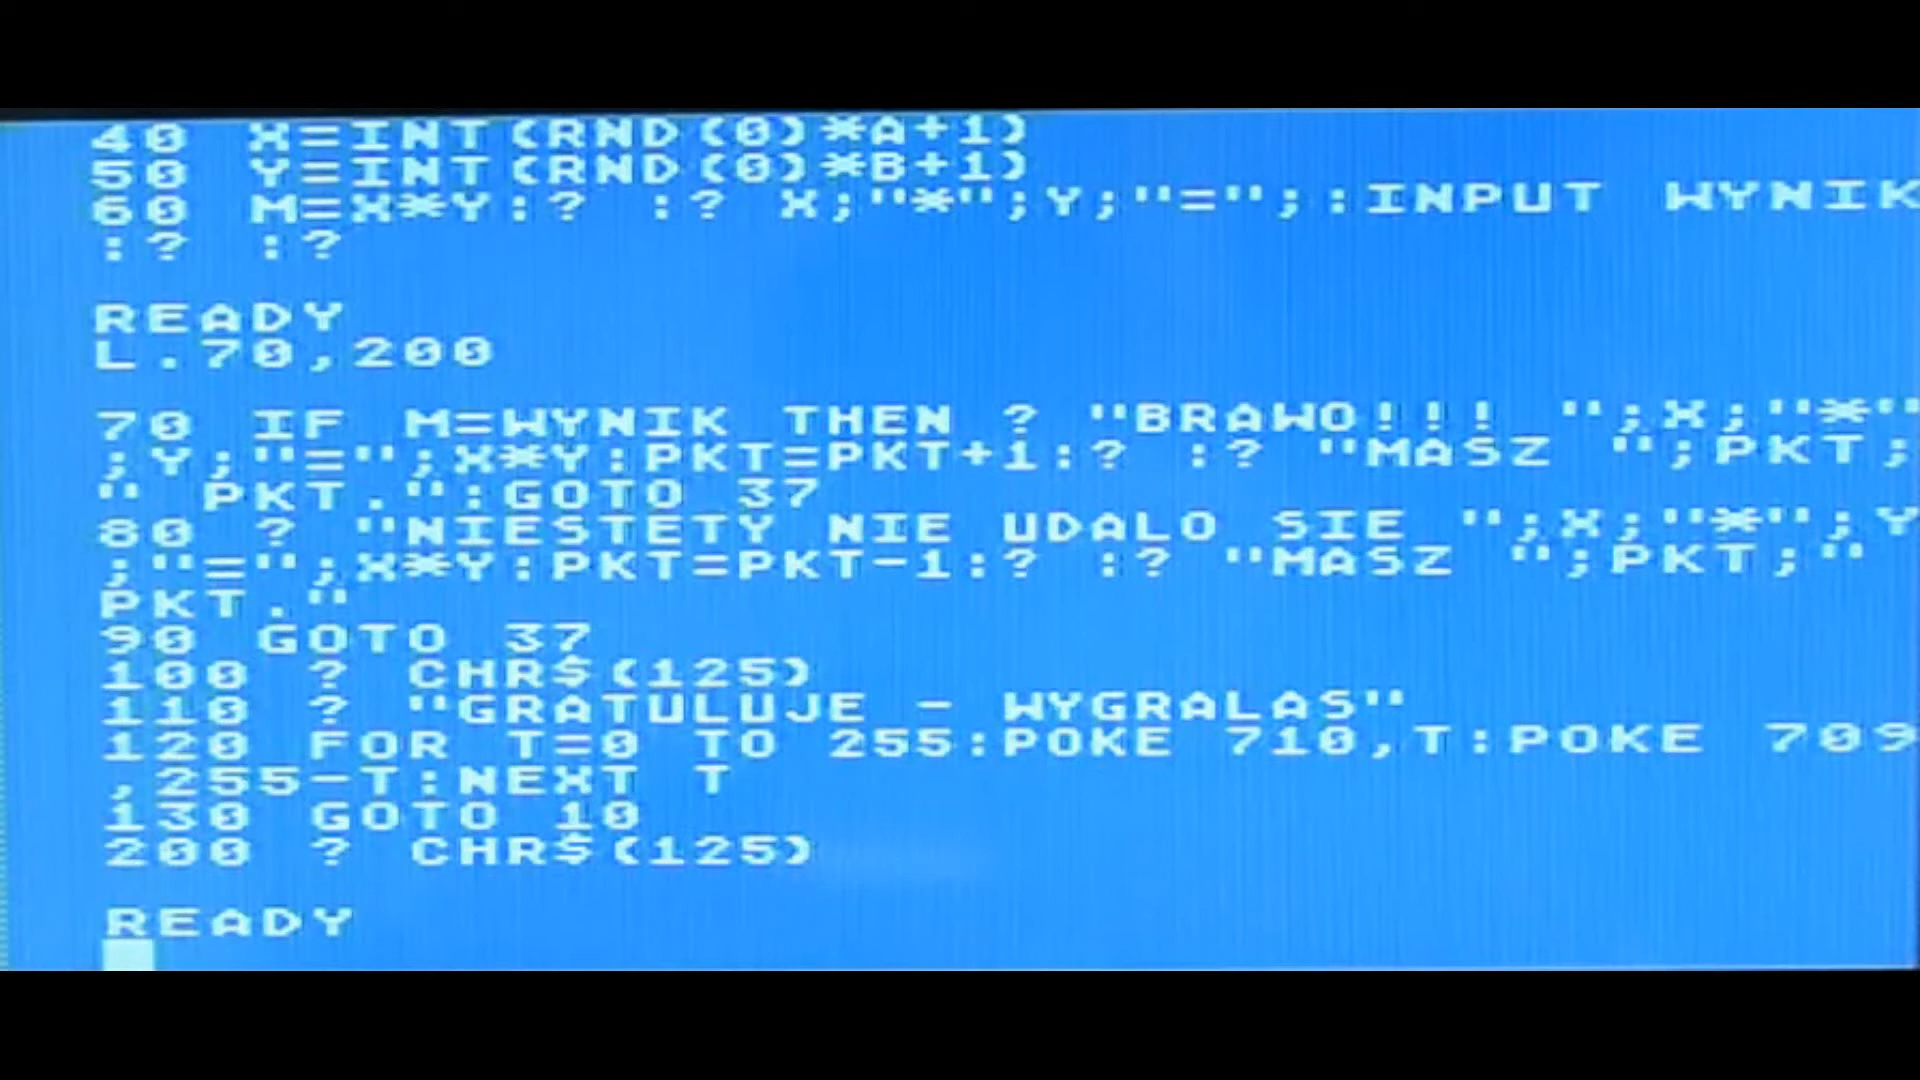 40 X=INT(RND(0)*A+1)
50 Y=INT(RND(0)*B+1)
60 M=X*Y:? :? X;"*";Y;"=";:INPUT WYNIK
:? :?
READY
L.70,200
70 IF M=WYNIK THEN ? "BRAWO!!! ";X;"*"
;Y;"=";X*Y:PKT=PKT+1:? :? "MASZ ";PKT;
" PKT.":GOTO 37
80 ? "NIESTETY NIE UDALO SIE ";X;"*";Y
;"=";X*Y:PKT=PKT-1:? :? "MASZ ";PKT;"
PKT."
90 GOTO 37
100 ? CHR$(125)
110 ? "GRATULUJE - WYGRALAS"
120 FOR T=0 TO 255:POKE 710,T:POKE 709
,255-T:NEXT T
130 GOTO 10
200 ? CHR$(125)
READY